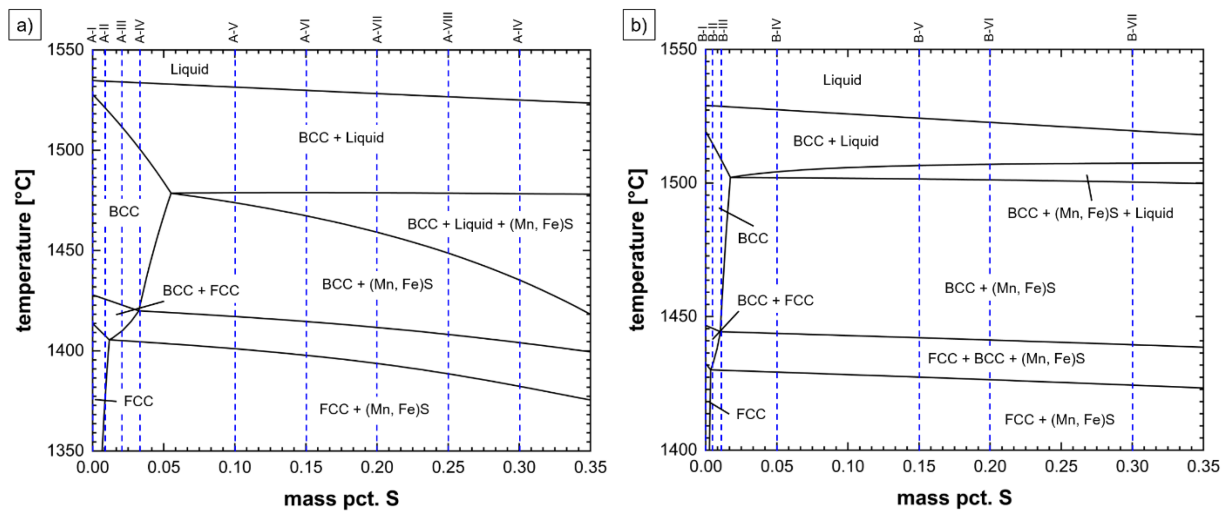 a)
A-I
A-II
A-III
A-IV
A-V
A-VI
A-VII
A-VIII
A-IV
1550
1500
1450
1400
1350
temperature [°C]
Liquid
BCC + Liquid
BCC
BCC + Liquid + (Mn, Fe)S
BCC + (Mn, Fe)S
BCC + FCC
FCC
FCC + (Mn, Fe)S
0.00 0.05 0.10 0.15 0.20 0.25 0.30 0.35
mass pct. S
b)
B-I
B-II
B-III
B-IV
B-V
B-VI
B-VII
1550
1500
1450
1400
temperature [°C]
Liquid
BCC + Liquid
BCC + (Mn, Fe)S + Liquid
BCC
BCC + (Mn, Fe)S
BCC + FCC
FCC + BCC + (Mn, Fe)S
FCC
FCC + (Mn, Fe)S
0.00 0.05 0.10 0.15 0.20 0.25 0.30 0.35
mass pct. S